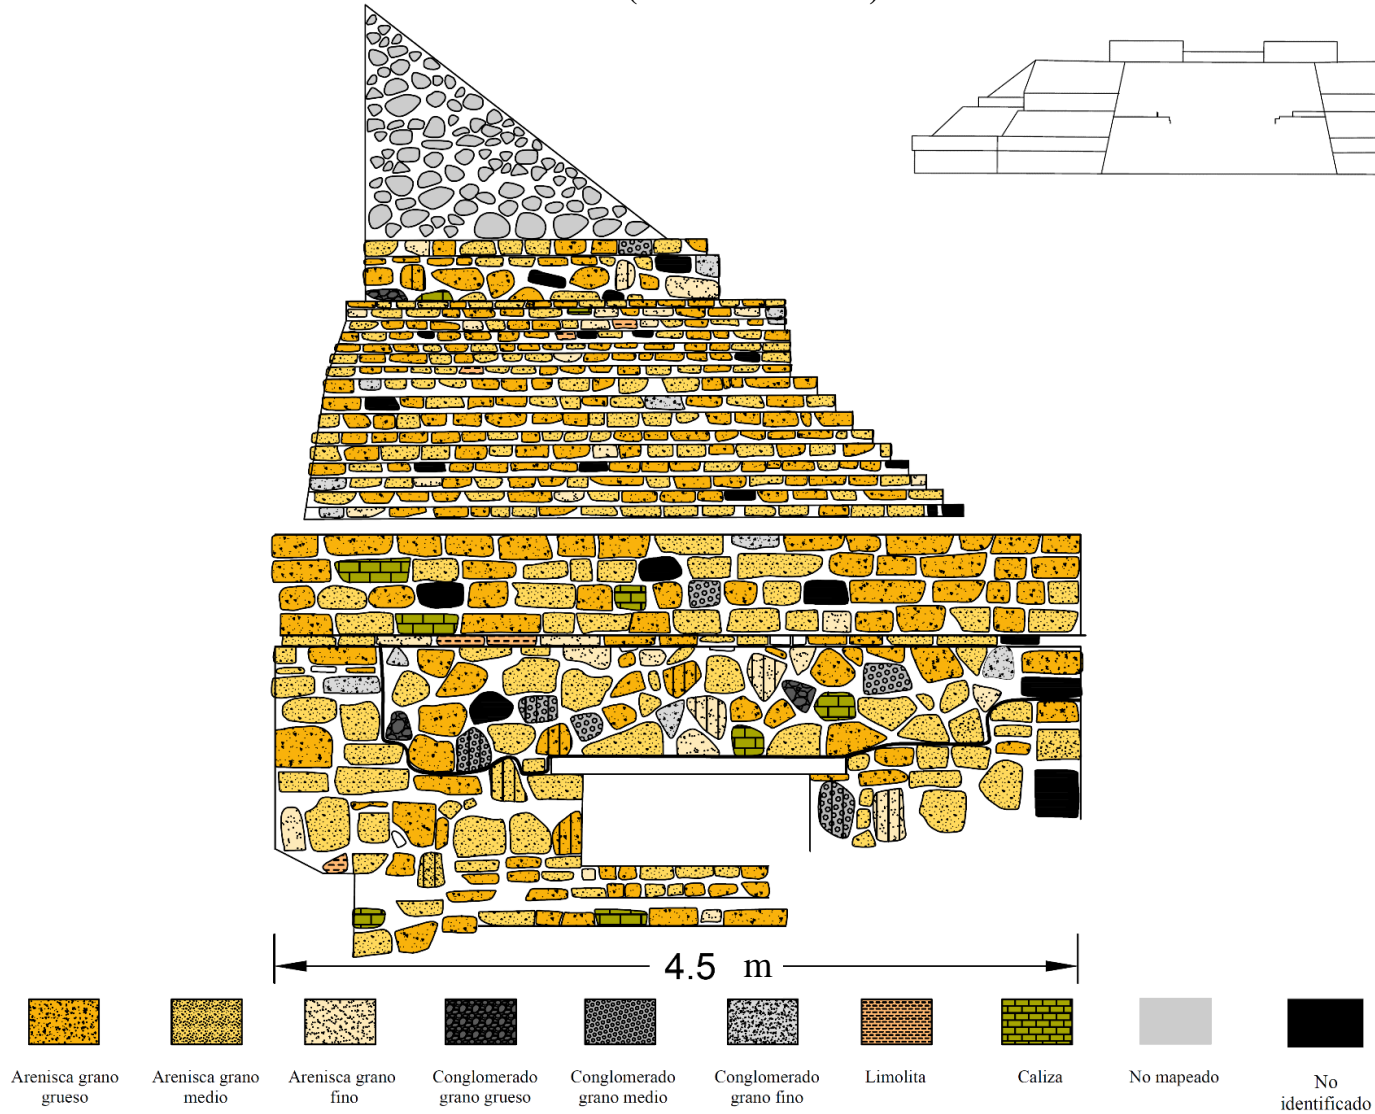 4.5 m
Arenisca grano
grueso
Arenisca grano
medio
Arenisca grano
fino
Conglomerado
grano grueso
Conglomerado
grano medio
Conglomerado
grano fino
Limolita
Caliza
No mapeado
No
identificado